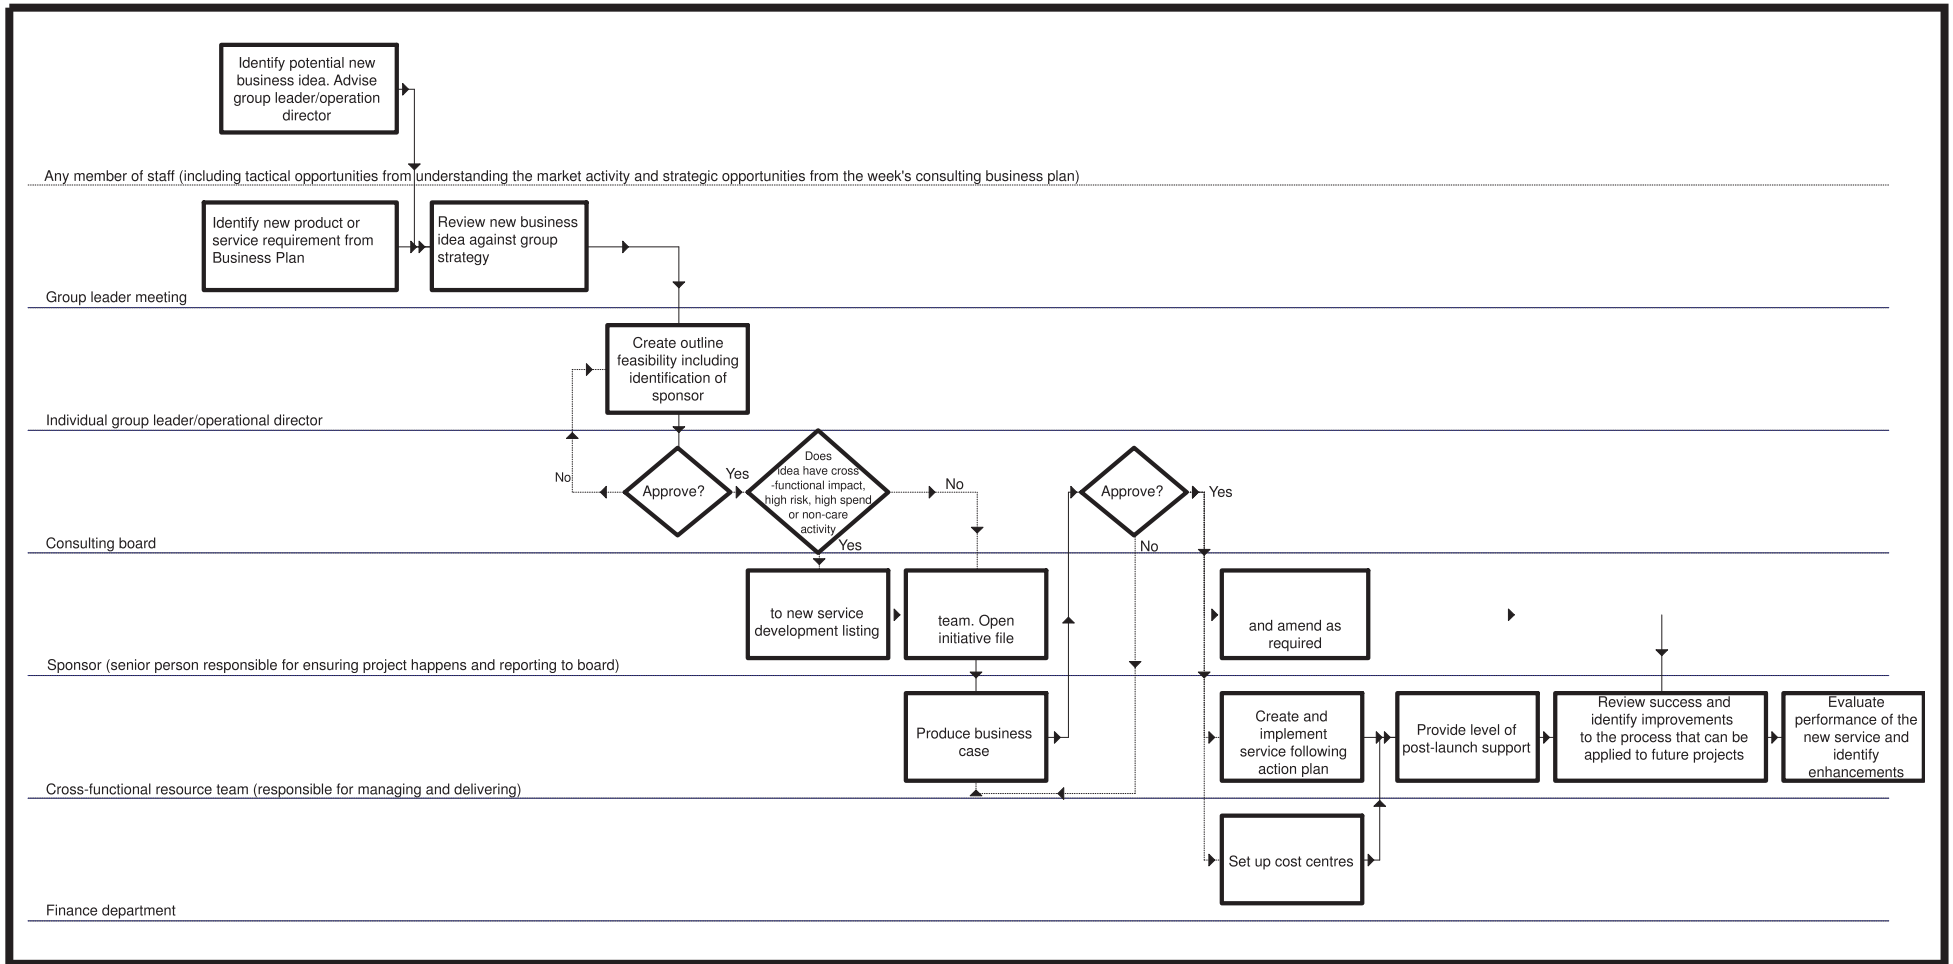 Identify potential new
business idea. Advise
group leader/operation
director
Any member of staff (including tactical opportunities from understanding the market activity and strategic opportunities from the week's consulting business plan)
Identify new product or
service requirement from
Business Plan
Review new business
idea against group
strategy
Group leader meeting
Create outline
feasibility including
identification of
sponsor
Individual group leader/operational director
No
Approve?
Yes
Does
idea have cross
-functional impact,
high risk, high spend
or non-care
activity
Yes
No
Approve?
Yes
No
Consulting board
to new service
development listing
team. Open
initiative file
and amend as
required
Sponsor (senior person responsible for ensuring project happens and reporting to board)
Produce business
case
Create and
implement
service following
action plan
Provide level of
post-launch support
Review success and
identify improvements
to the process that can be
applied to future projects
Evaluate
performance of the
new service and
identify
enhancements
Cross-functional resource team (responsible for managing and delivering)
Set up cost centres
Finance department